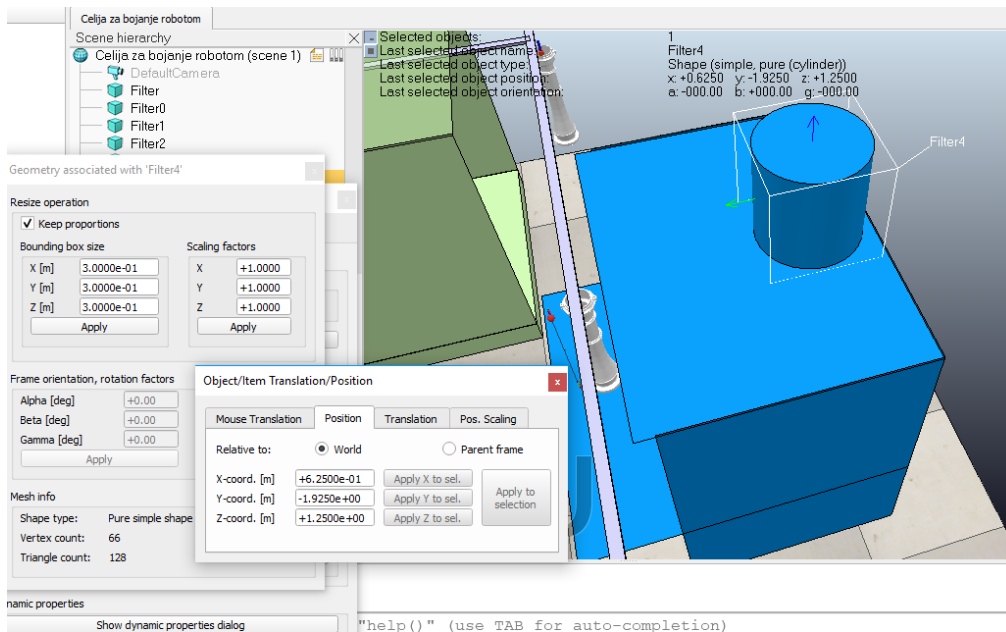 Celija za bojanje robotom
Scene hierarchy
Celija za bojanje robotom (scene 1)
DefaultCamera
Filter
Filter0
Filter1
Filter2
Selected objects: 1
Last selected object name: Filter4
Last selected object type: Shape (simple, pure (cylinder))
Last selected object position: x: +0.6250 y: -1.9250 z: +1.2500
Last selected object orientation: a: -000.00 b: +000.00 g: -000.00
Filter4
Geometry associated with 'Filter4'
x
Resize operation
Keep proportions
Bounding box size Scaling factors
X [m] 3.0000e-01 X +1.0000
Y [m] 3.0000e-01 Y +1.0000
Z [m] 3.0000e-01 Z +1.0000
Apply Apply
Frame orientation, rotation factors
Alpha [deg] +0.00
Beta [deg] +0.00
Gamma [deg] +0.00
Apply
Mesh info
Shape type: Pure simple shape
Vertex count: 66
Triangle count: 128
namic properties
Show dynamic properties dialog
Object/Item Translation/Position
x
Mouse Translation Position Translation Pos. Scaling
Relative to: World Parent frame
X-coord. [m] +6.2500e-01 Apply X to sel.
Y-coord. [m] -1.9250e+00 Apply Y to sel.
Z-coord. [m] +1.2500e+00 Apply Z to sel.
Apply to
selection
"help()" (use TAB for auto-completion)